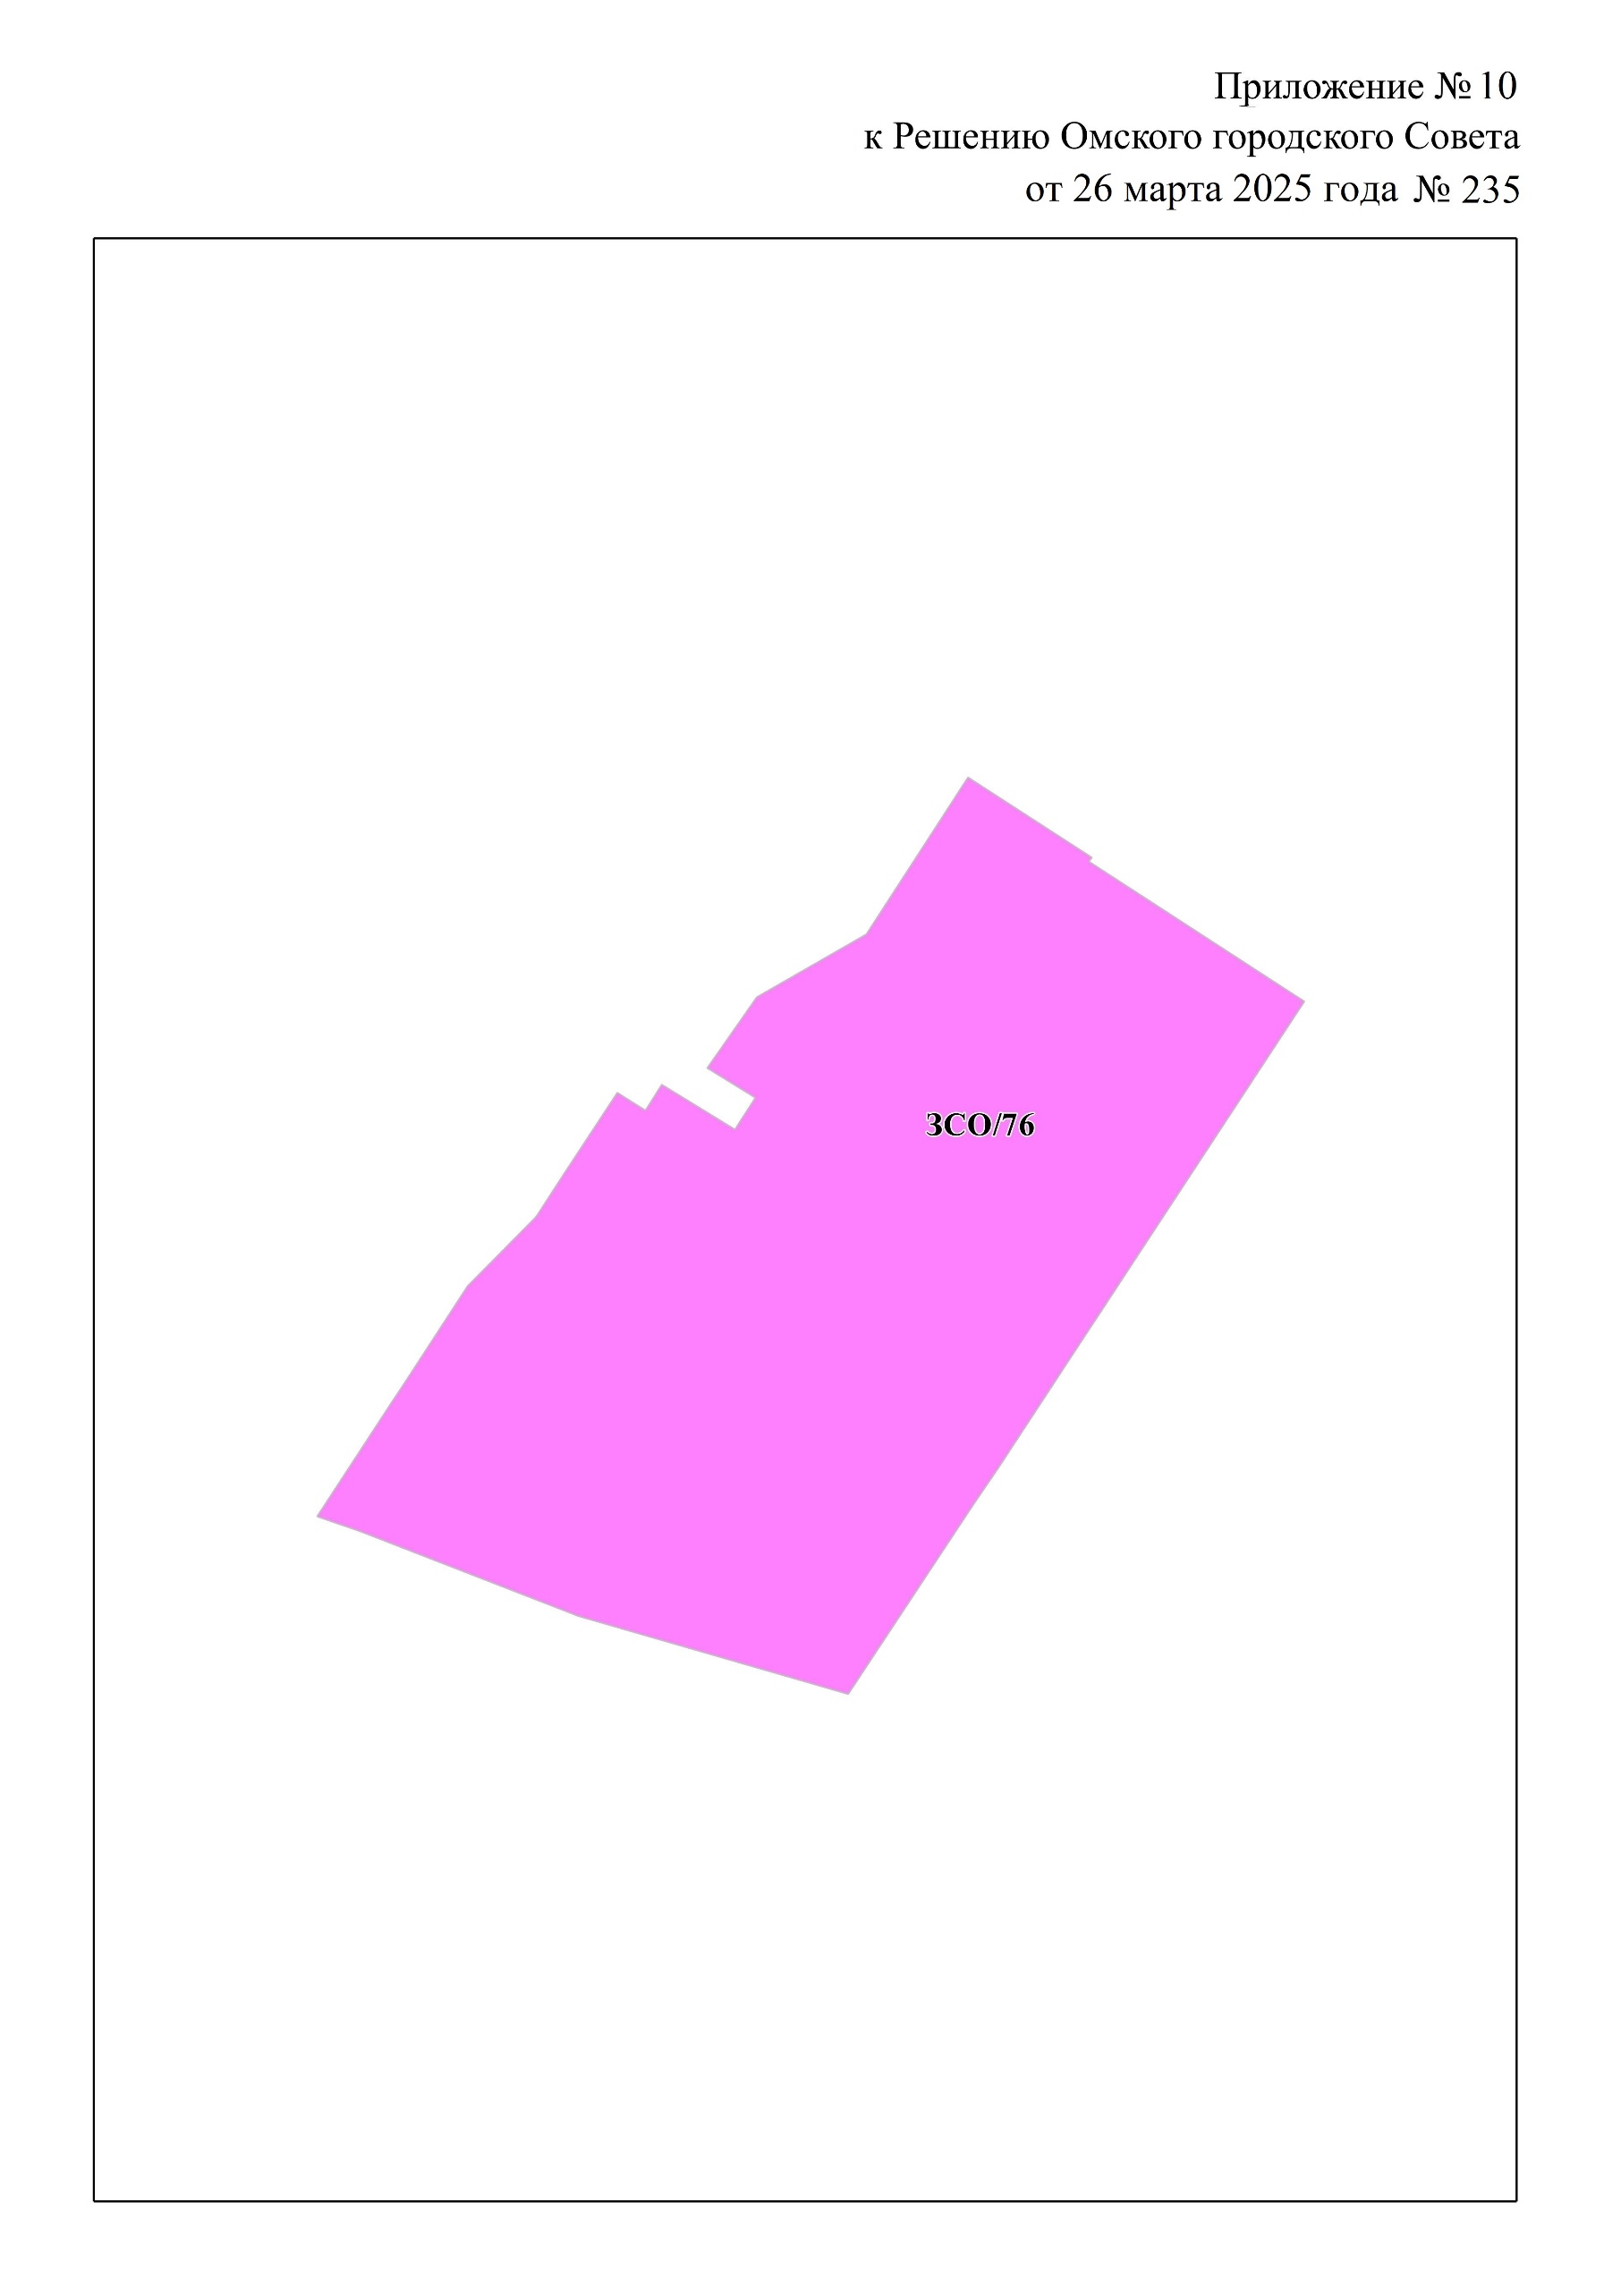 Приложение № 10
к Решению Омского городского Совета
от 26 марта 2025 года № 235
ЗСО/76